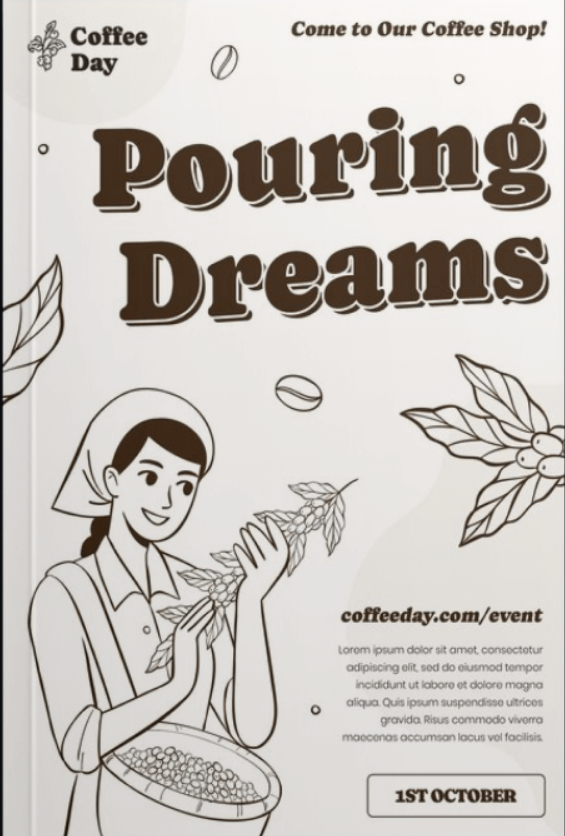 Coffee
Day
Come to Our Coffee Shop!
Pouring
Dreams
coffeeday.com/event
Lorem ipsum dolor sit amet, consectetur
adipiscing elit, sed do eiusmod tempor
incididunt ut labore et dolore magna
aliqua. Quis ipsum suspendisse ultrices
gravida. Risus commodo viverra
maecenas accumsan lacus vel facilisis.
1ST OCTOBER